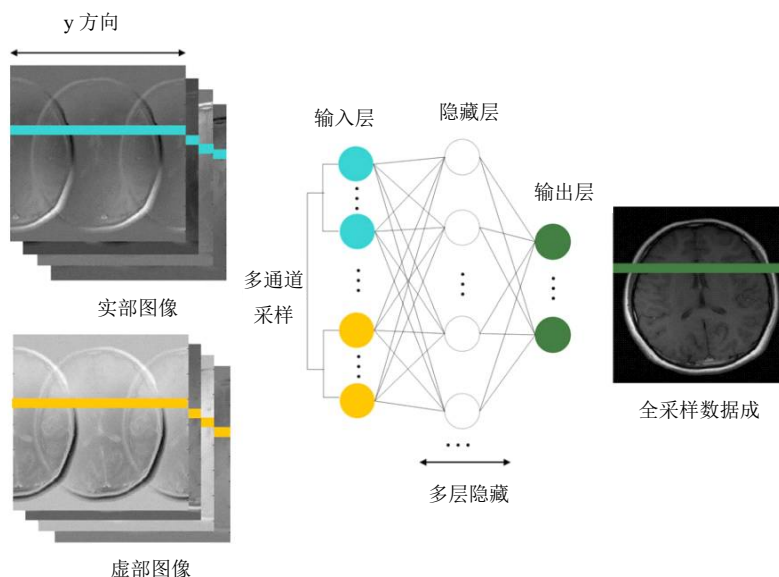 y 方向
输入层
隐藏层
输出层
多通道
采样
实部图像
全采样数据成
多层隐藏
虚部图像